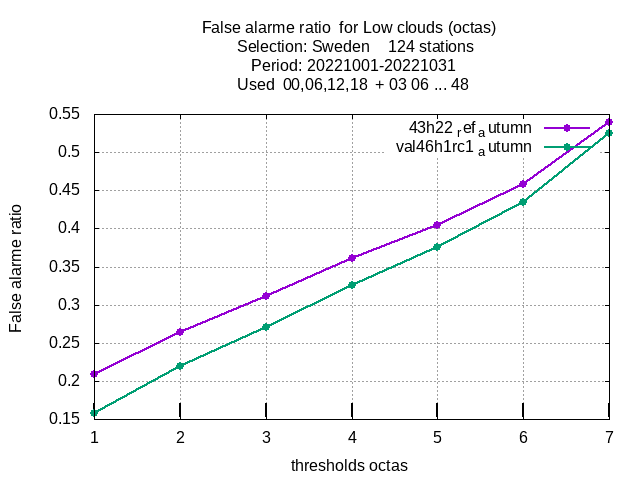 False alarme ratio  for Low clouds (octas)
Selection: Sweden    124 stations
Period: 20221001-20221031
Used  00,06,12,18  + 03 06 ... 48
43h22 ref autumn
val46h1rc1 autumn
0.55
0.5
0.45
0.4
0.35
0.3
0.25
0.2
0.15
False alarme ratio
1 2 3 4 5 6 7
thresholds octas